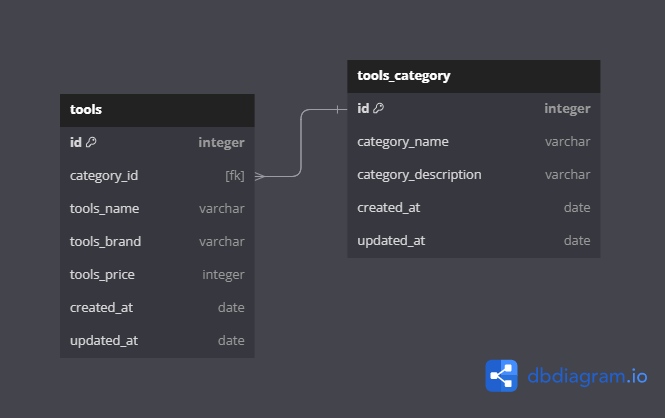 tools
id integer
category_id [fk]
tools_name varchar
tools_brand varchar
tools_price integer
created_at date
updated_at date
tools_category
id integer
category_name varchar
category_description varchar
created_at date
updated_at date
dbdiagram.io